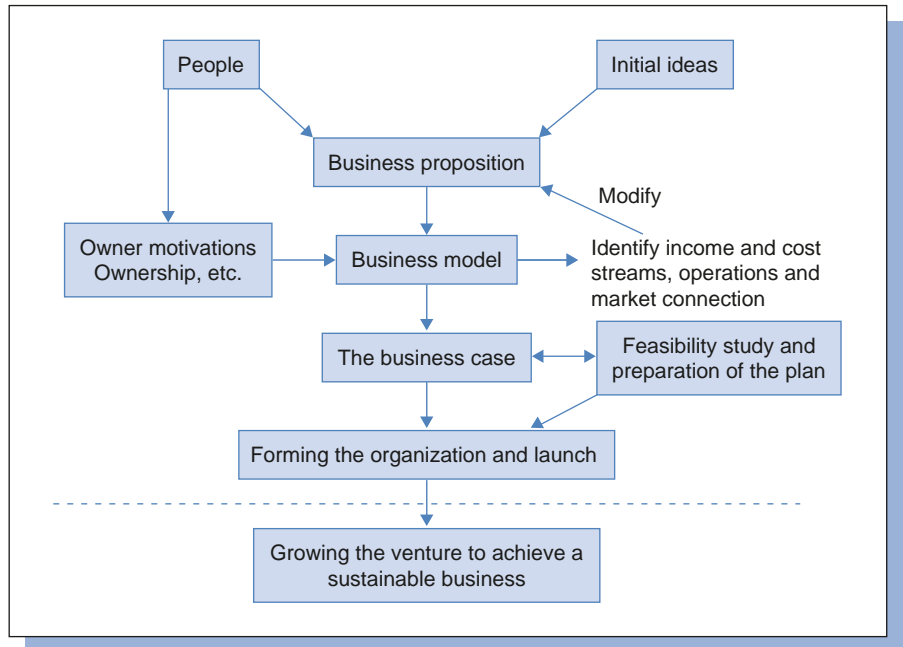 People
Initial ideas
Business proposition
Modify
Owner motivations
Ownership, etc.
Business model
Identify income and cost
streams, operations and
market connection
The business case
Feasibility study and
preparation of the plan
Forming the organization and launch
Growing the venture to achieve a
sustainable business